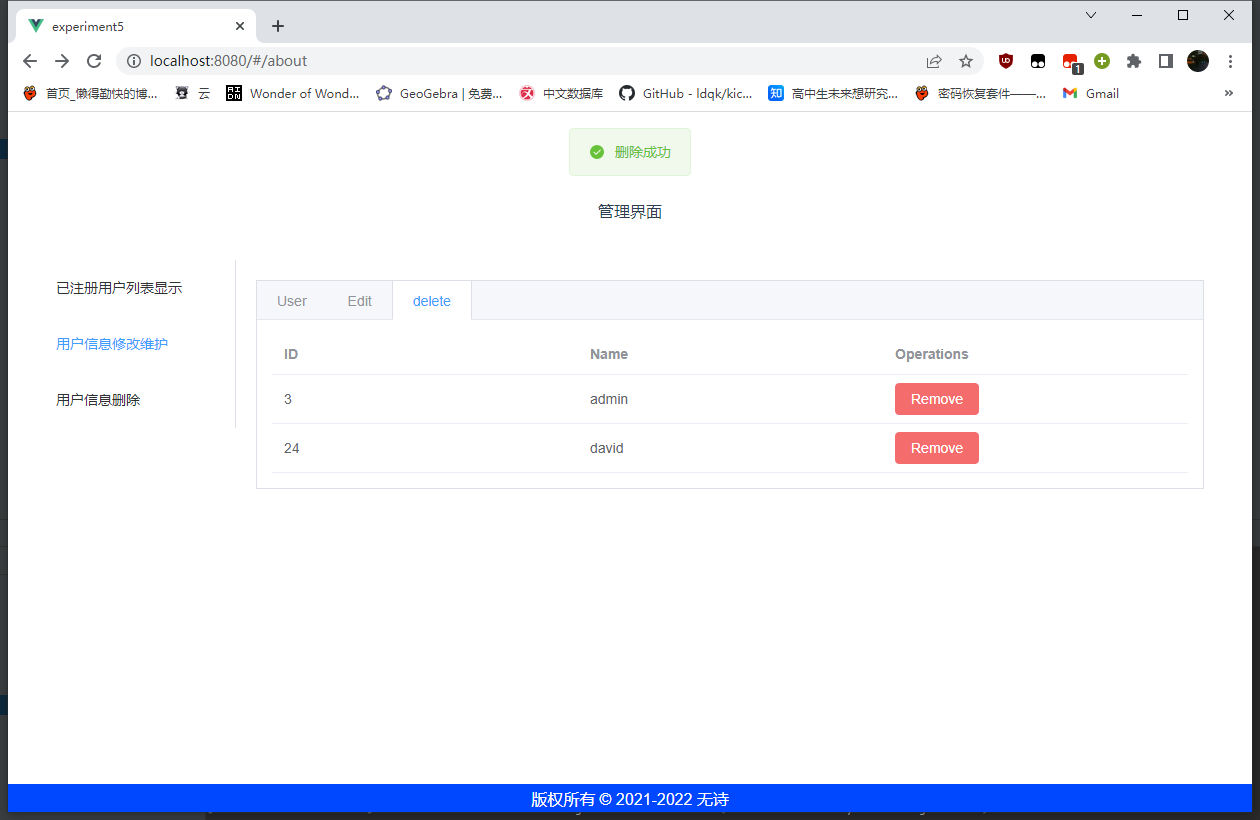 experiment5
localhost:8080/#/about
1
首页_懒得勤快的博... 云 Wonder of Wond... GeoGebra | 免费... 中文数据库 GitHub - ldqk/kic... 知 高中生未来想研究... 密码恢复套件——... Gmail »
删除成功
管理界面
已注册用户列表显示
用户信息修改维护
用户信息删除
User Edit delete
ID Name Operations
3 admin Remove
24 david Remove
版权所有 © 2021-2022 无诗